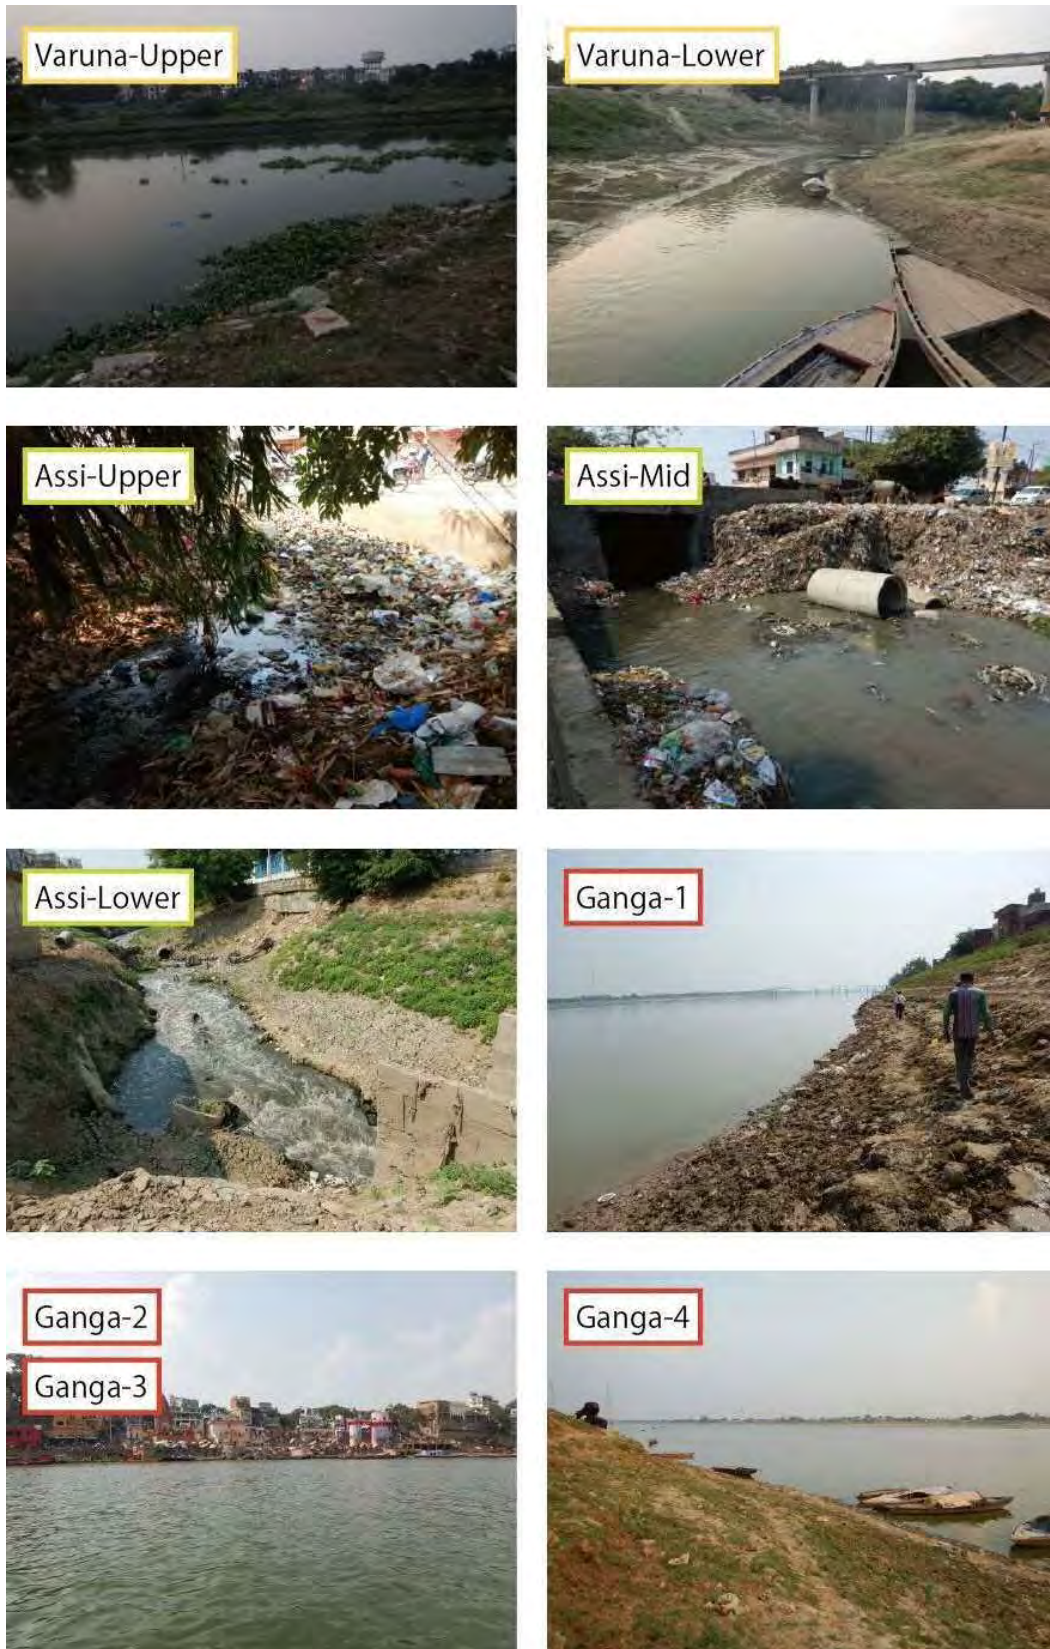 Varuna-Upper
Varuna-Lower
Assi-Upper
Assi-Mid
Assi-Lower
Ganga-1
Ganga-2
Ganga-3
Ganga-4